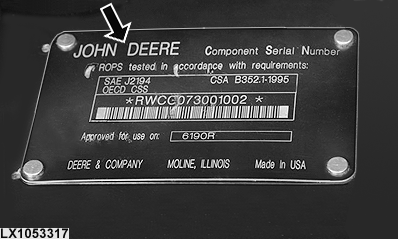 JOHN DEERE Component Serial Number
ROPS tested in accordance with requirements:
SAE J2194 CSA B352.1-1995
OECD CSS
*RWCC073001002 *
Approved for use on: 6190R
DEERE & COMPANY MOLINE, ILLINOIS Made In USA
LX1053317